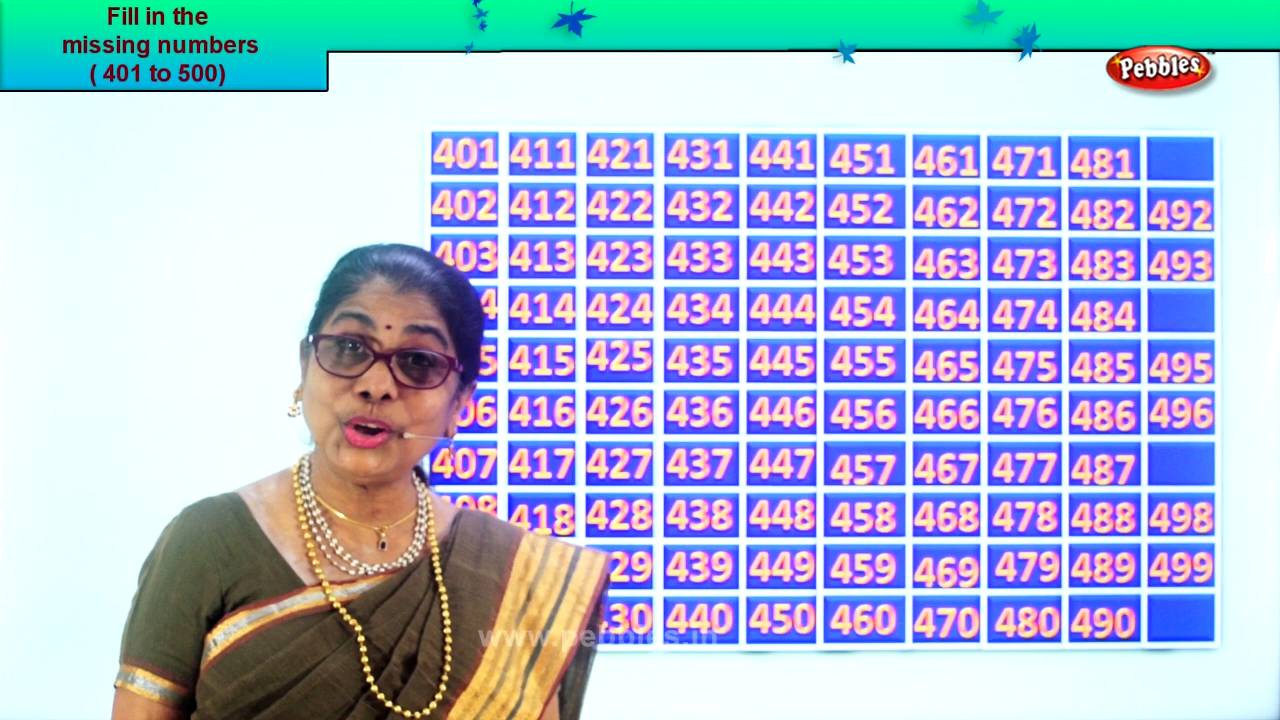 Fill in the
missing numbers
( 401 to 500)
Pebbles
401 411 421 431 441 451 461 471 481
402 412 422 432 442 452 462 472 482 492
403 413 423 433 443 453 463 473 483 493
414 424 434 444 454 464 474 484
415 425 435 445 455 465 475 485 495
416 426 436 446 456 466 476 486 496
407 417 427 437 447 457 467 477 487
418 428 438 448 458 468 478 488 498
439 449 459 469 479 489 499
440 450 460 470 480 490
www.pebbles.in